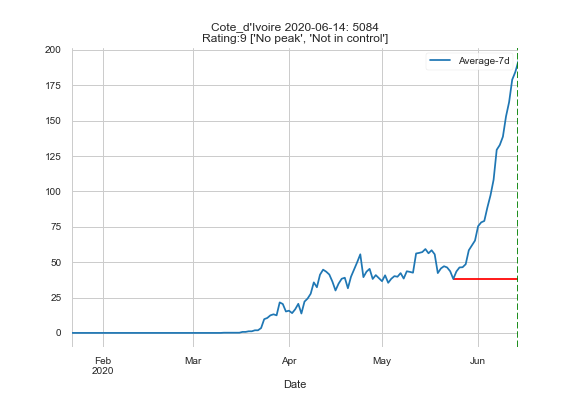 Cote_d'Ivoire 2020-06-14: 5084
Rating:9 ['No peak', 'Not in control']
Average-7d
200
175
150
125
100
75
50
25
0
Feb
2020
Mar
Apr
May
Jun
Date